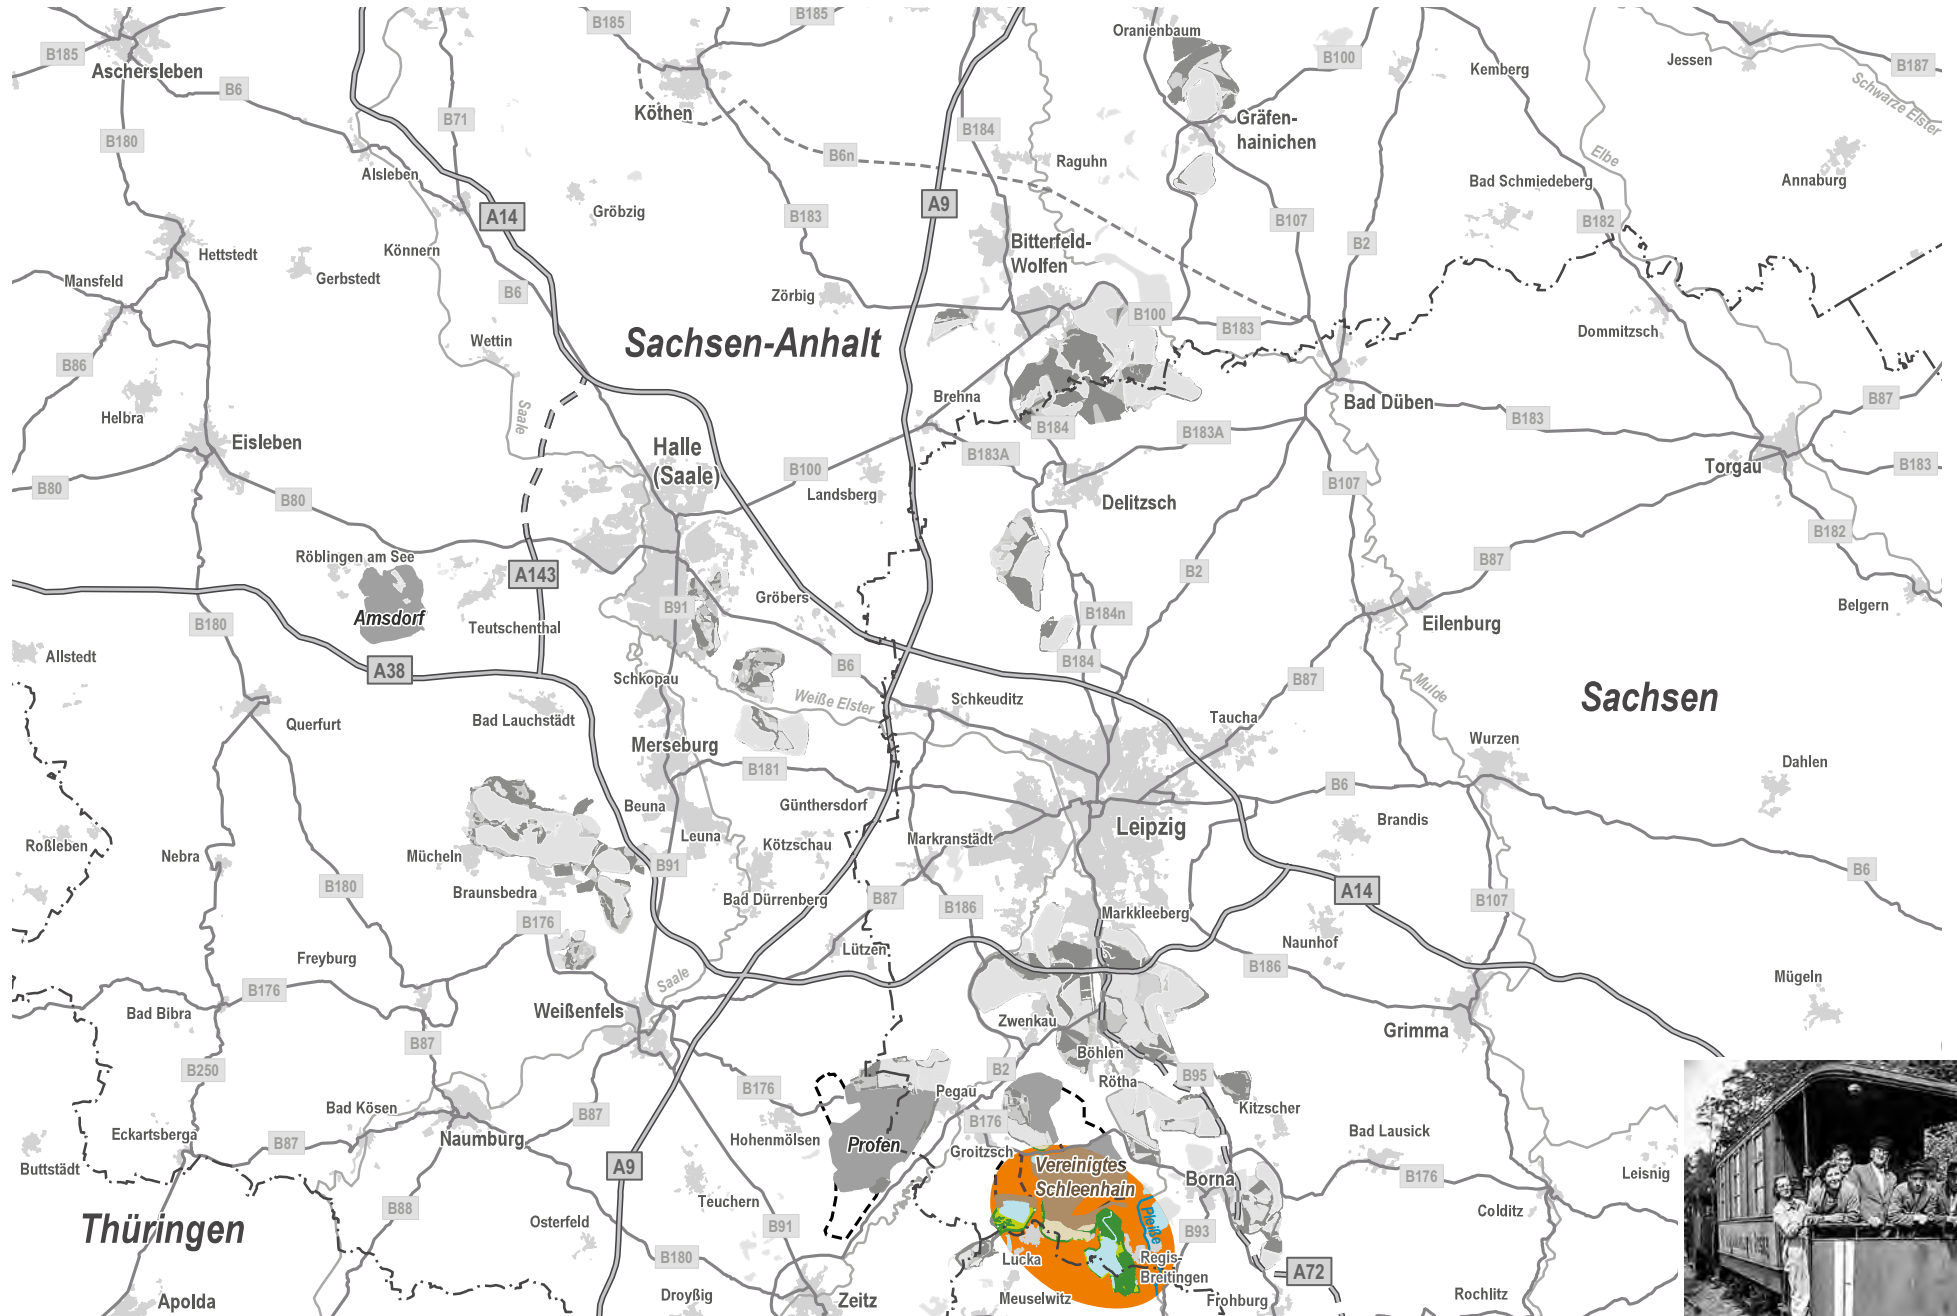 B185
B185
Oranienbaum
B100
Kemberg
Jessen
B187
B185
Aschersleben
B6
Köthen
B71
B184
Gräfen-
hainichen
Schwarze Elster
B180
B6n
Raguhn
Elbe
Alsleben
Bad Schmiedeberg
Annaburg
A14
Gröbzig
B183
A9
B107
B182
Hettstedt
Könnern
Bitterfeld-
Wolfen
B2
Mansfeld
Gerbstedt
B6
Zörbig
B100
B183
Dommitzsch
Wettin
Sachsen-Anhalt
B86
Helbra
Saale
Brehna
Bad Düben
B87
B184
B183A
B183
Eisleben
Halle
(Saale)
B183A
B100
Landsberg
Torgau
B183
B80
B80
B107
Delitzsch
B182
Röblingen am See
A143
B2
B87
Amsdorf
B91
Gröbers
B184n
Belgern
B180
Teutschenthal
Eilenburg
Allstedt
A38
B6
B184
Schkopau
B87
Mulde
Weiße Elster
Schkeuditz
Sachsen
Querfurt
Bad Lauchstädt
Taucha
Merseburg
Wurzen
B181
Dahlen
Beuna
Günthersdorf
B6
Leuna
Leipzig
Brandis
Roßleben
Nebra
Mücheln
Kötzschau
Markranstädt
B91
B6
B180
Braunsbedra
Bad Dürrenberg
B87
B186
A14
B107
Markkleeberg
B176
Naunhof
Lützen
Freyburg
B186
Saale
Mügeln
B176
Bad Bibra
Weißenfels
Zwenkau
Grimma
B87
Böhlen
B250
B2
Rötha
B95
B176
Pegau
Kitzscher
Bad Kösen
B87
B176
Eckartsberga
B87
Naumburg
Hohenmölsen
Profen
Groitzsch
Bad Lausick
Buttstädt
A9
Vereinigtes
Schleenhain
Borna
B176
Leisnig
Teuchern
B88
Colditz
Thüringen
Osterfeld
B91
Pleiße
B93
B180
Lucka
Regis-
Breitingen
A72
Apolda
Droyßig
Zeitz
Meuselwitz
Frohburg
Rochlitz